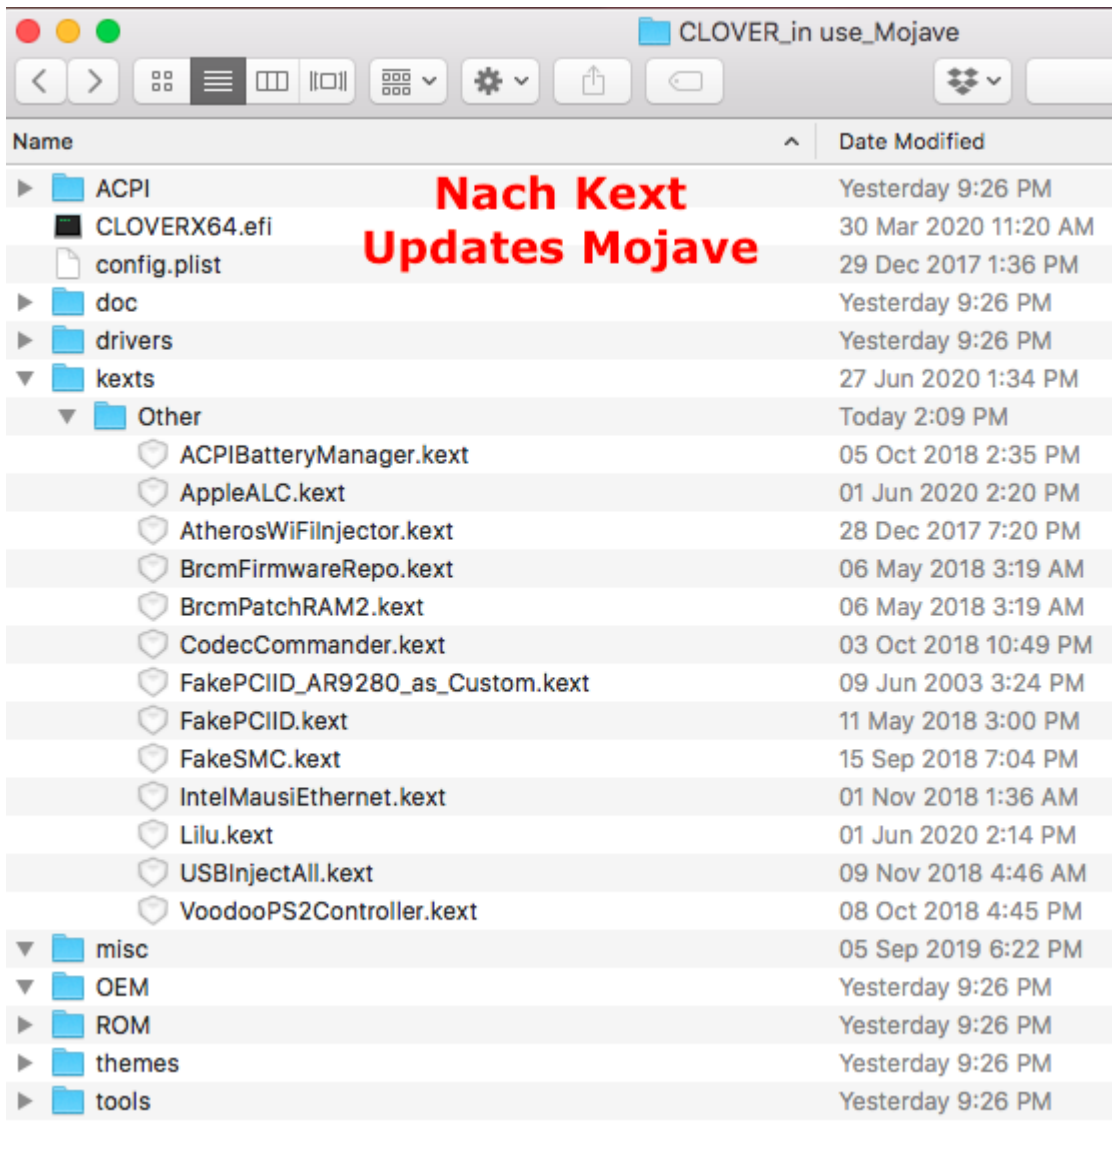 CLOVER_in use_Mojave
Name Date Modified
ACPI Yesterday 9:26 PM
Nach Kext
Updates Mojave
CLOVERX64.efi 30 Mar 2020 11:20 AM
config.plist 29 Dec 2017 1:36 PM
doc Yesterday 9:26 PM
drivers Yesterday 9:26 PM
kexts 27 Jun 2020 1:34 PM
Other Today 2:09 PM
ACPIBatteryManager.kext 05 Oct 2018 2:35 PM
AppleALC.kext 01 Jun 2020 2:20 PM
AtherosWiFiInjector.kext 28 Dec 2017 7:20 PM
BrcmFirmwareRepo.kext 06 May 2018 3:19 AM
BrcmPatchRAM2.kext 06 May 2018 3:19 AM
CodecCommander.kext 03 Oct 2018 10:49 PM
FakePCIID_AR9280_as_Custom.kext 09 Jun 2003 3:24 PM
FakePCIID.kext 11 May 2018 3:00 PM
FakeSMC.kext 15 Sep 2018 7:04 PM
IntelMausiEthernet.kext 01 Nov 2018 1:36 AM
Lilu.kext 01 Jun 2020 2:14 PM
USBInjectAll.kext 09 Nov 2018 4:46 AM
VoodooPS2Controller.kext 08 Oct 2018 4:45 PM
misc 05 Sep 2019 6:22 PM
OEM Yesterday 9:26 PM
ROM Yesterday 9:26 PM
themes Yesterday 9:26 PM
tools Yesterday 9:26 PM